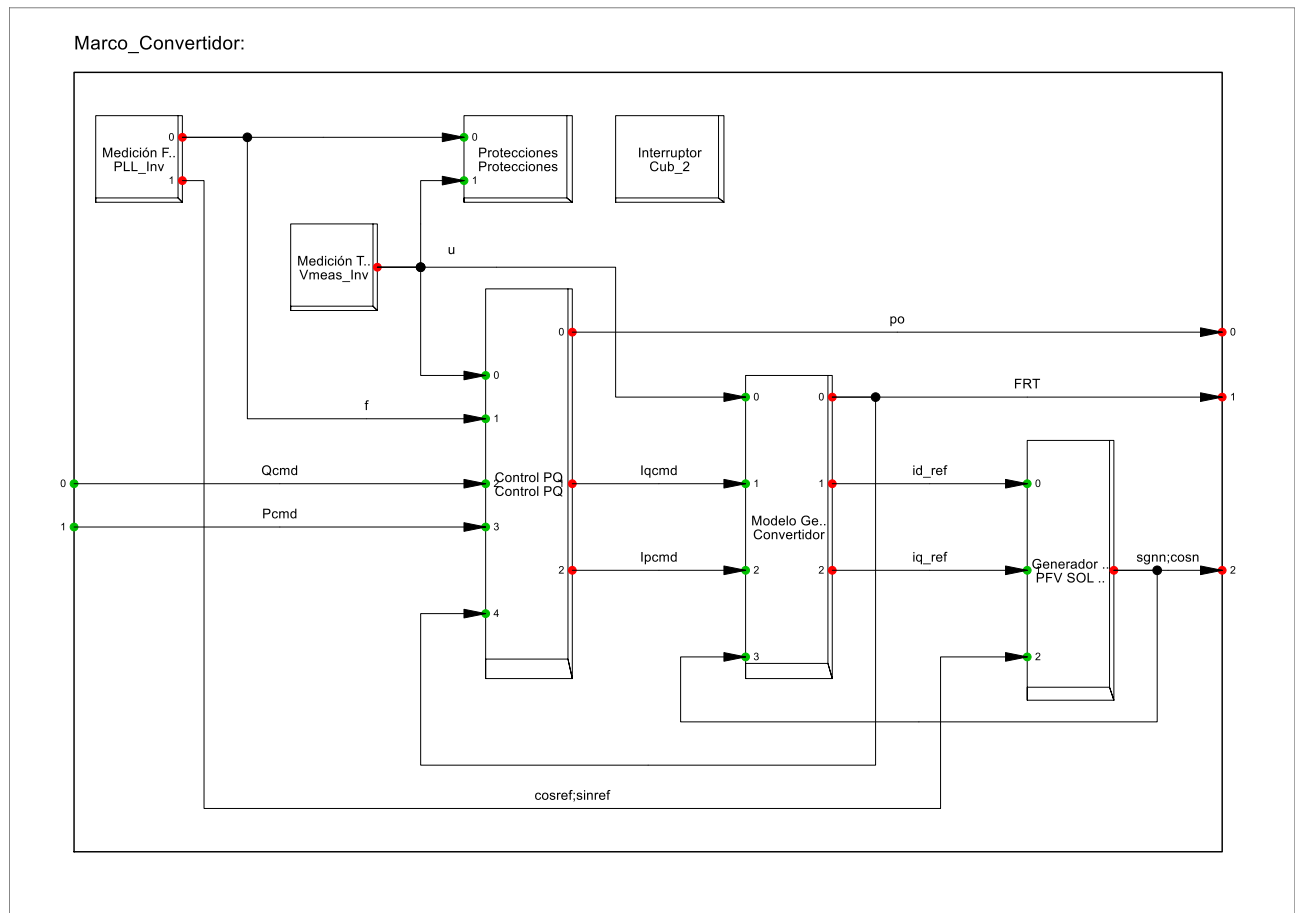 Marco_Convertidor:
0
Medición F..
PLL_Inv
1
0
Protecciones
Protecciones
1
Interruptor
Cub_2
Medición T..
Vmeas_Inv
u
0
po
0
0
f
1
0
0
FRT
1
0
Qcmd
2
Control PQ
Control PQ
1
Iqcmd
1
1
id_ref
0
1
Pcmd
3
Modelo Ge..
Convertidor
2
Ipcmd
2
2
iq_ref
1
Generador ..
PFV SOL ..
sgnn;cosn
2
4
3
2
cosref;sinref